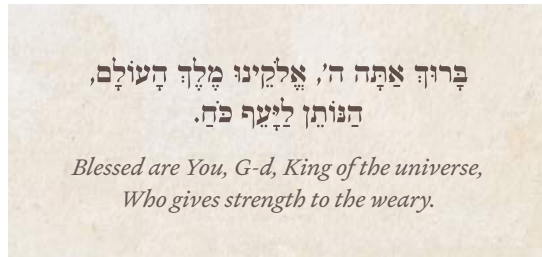 בָּרוּךְ אַתָּה ה', אֱלֹקֵינוּ מֶלֶךְ הָעוֹלָם,
הַנּוֹתֵן לַיָּעֵף כֹּחַ.
Blessed are You, G-d, King of the universe,
Who gives strength to the weary.